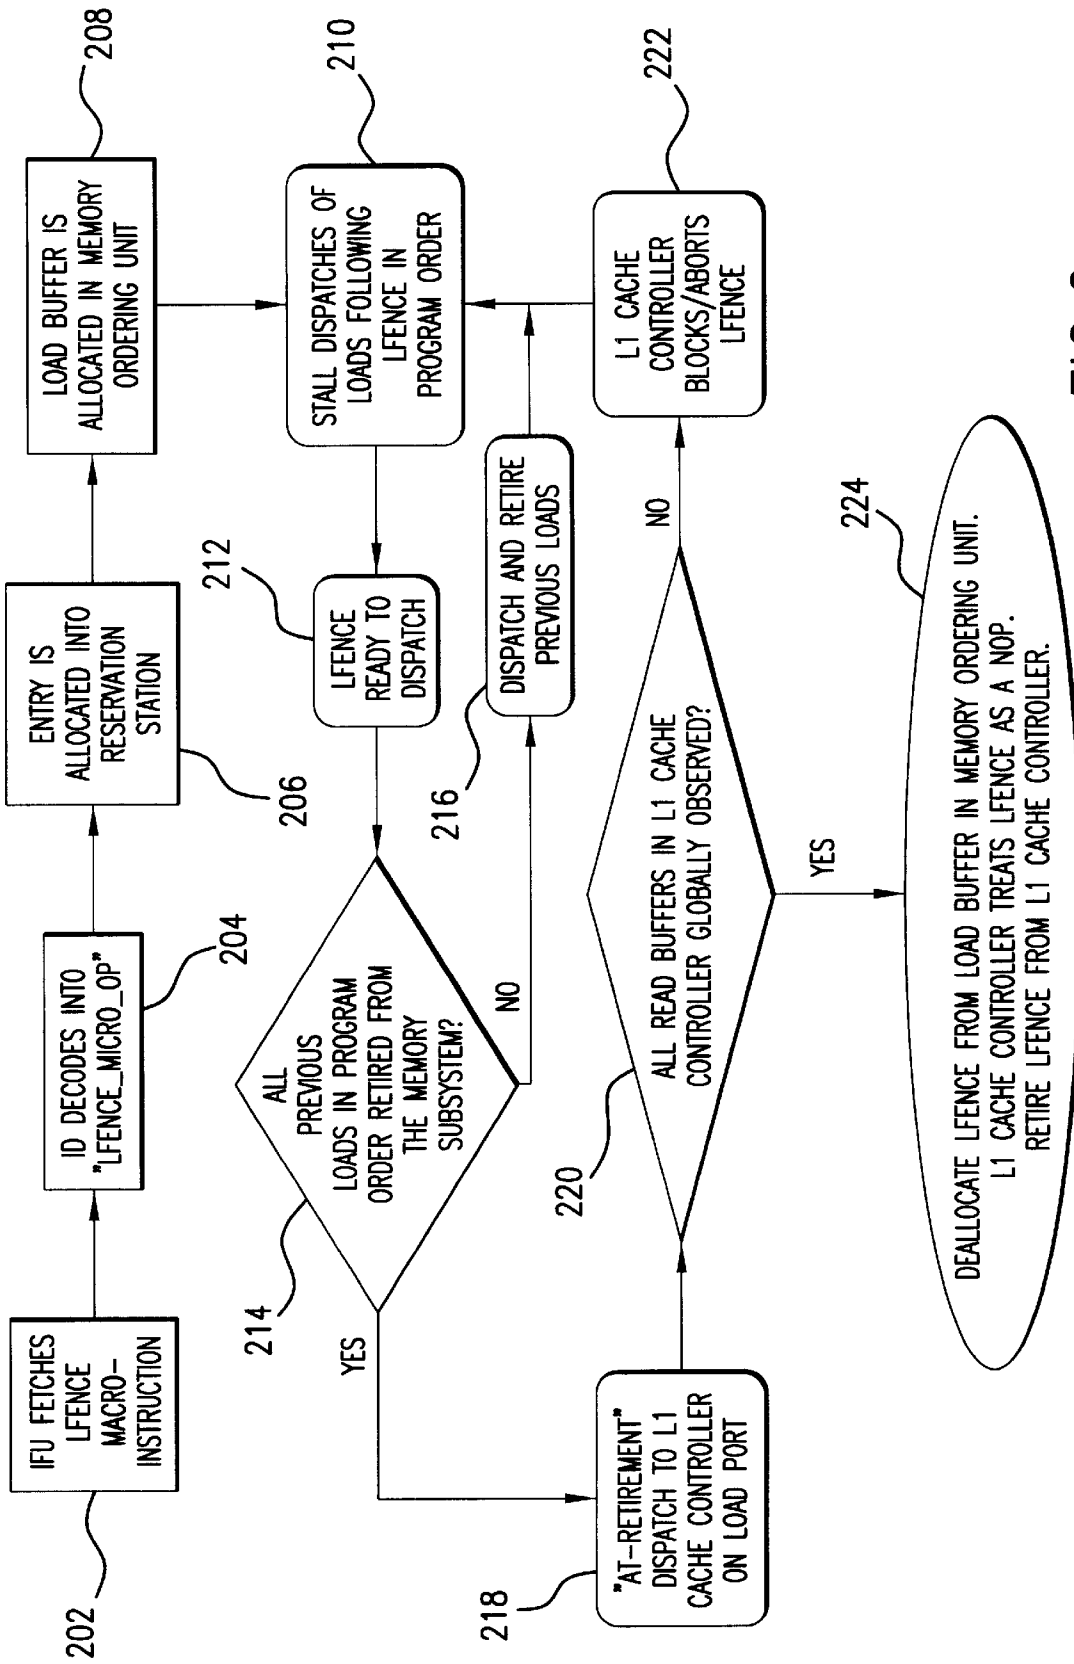 202
IFU FETCHES
LFENCE
MACRO-
INSTRUCTION
204
ID DECODES INTO
"LFENCE_MICRO_OP"
206
ENTRY IS
ALLOCATED INTO
RESERVATION
STATION
208
LOAD BUFFER IS
ALLOCATED IN MEMORY
ORDERING UNIT
210
STALL DISPATCHES OF
LOADS FOLLOWING
LFENCE IN
PROGRAM ORDER
212
LFENCE
READY TO
DISPATCH
214
ALL
PREVIOUS
LOADS IN PROGRAM
ORDER RETIRED FROM
THE MEMORY
SUBSYSTEM?
NO
216
DISPATCH AND RETIRE
PREVIOUS LOADS
YES
218
"AT-RETIREMENT"
DISPATCH TO L1
CACHE CONTROLLER
ON LOAD PORT
220
ALL READ BUFFERS IN L1 CACHE
CONTROLLER GLOBALLY OBSERVED?
NO
222
L1 CACHE
CONTROLLER
BLOCKS/ABORTS
LFENCE
YES
224
DEALLOCATE LFENCE FROM LOAD BUFFER IN MEMORY ORDERING UNIT.
L1 CACHE CONTROLLER TREATS LFENCE AS A NOP.
RETIRE LFENCE FROM L1 CACHE CONTROLLER.